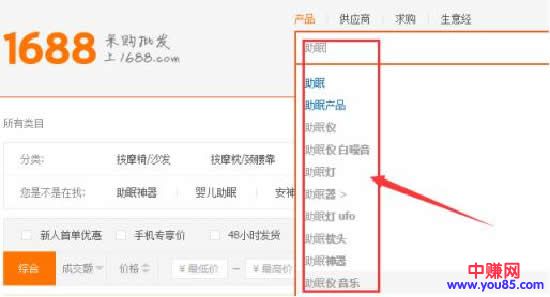 产品 供应商 求购 生意经
1688 采购批发
上1688.com
助眠
助眠
助眠产品
助眠仪
助眠仪 白噪音
助眠灯
助眠器 >
助眠灯 ufo
助眠枕头
助眠神器
助眠仪 音乐
所有类目
分类: 按摩椅/沙发 按摩枕/颈腰靠
您是不是在找: 助眠神器 婴儿助眠 安神
新人首单优惠 手机专享价 48小时发货
综合 成交额 价格 ¥最低价 - ¥最高价
中赚网
www.you85.com